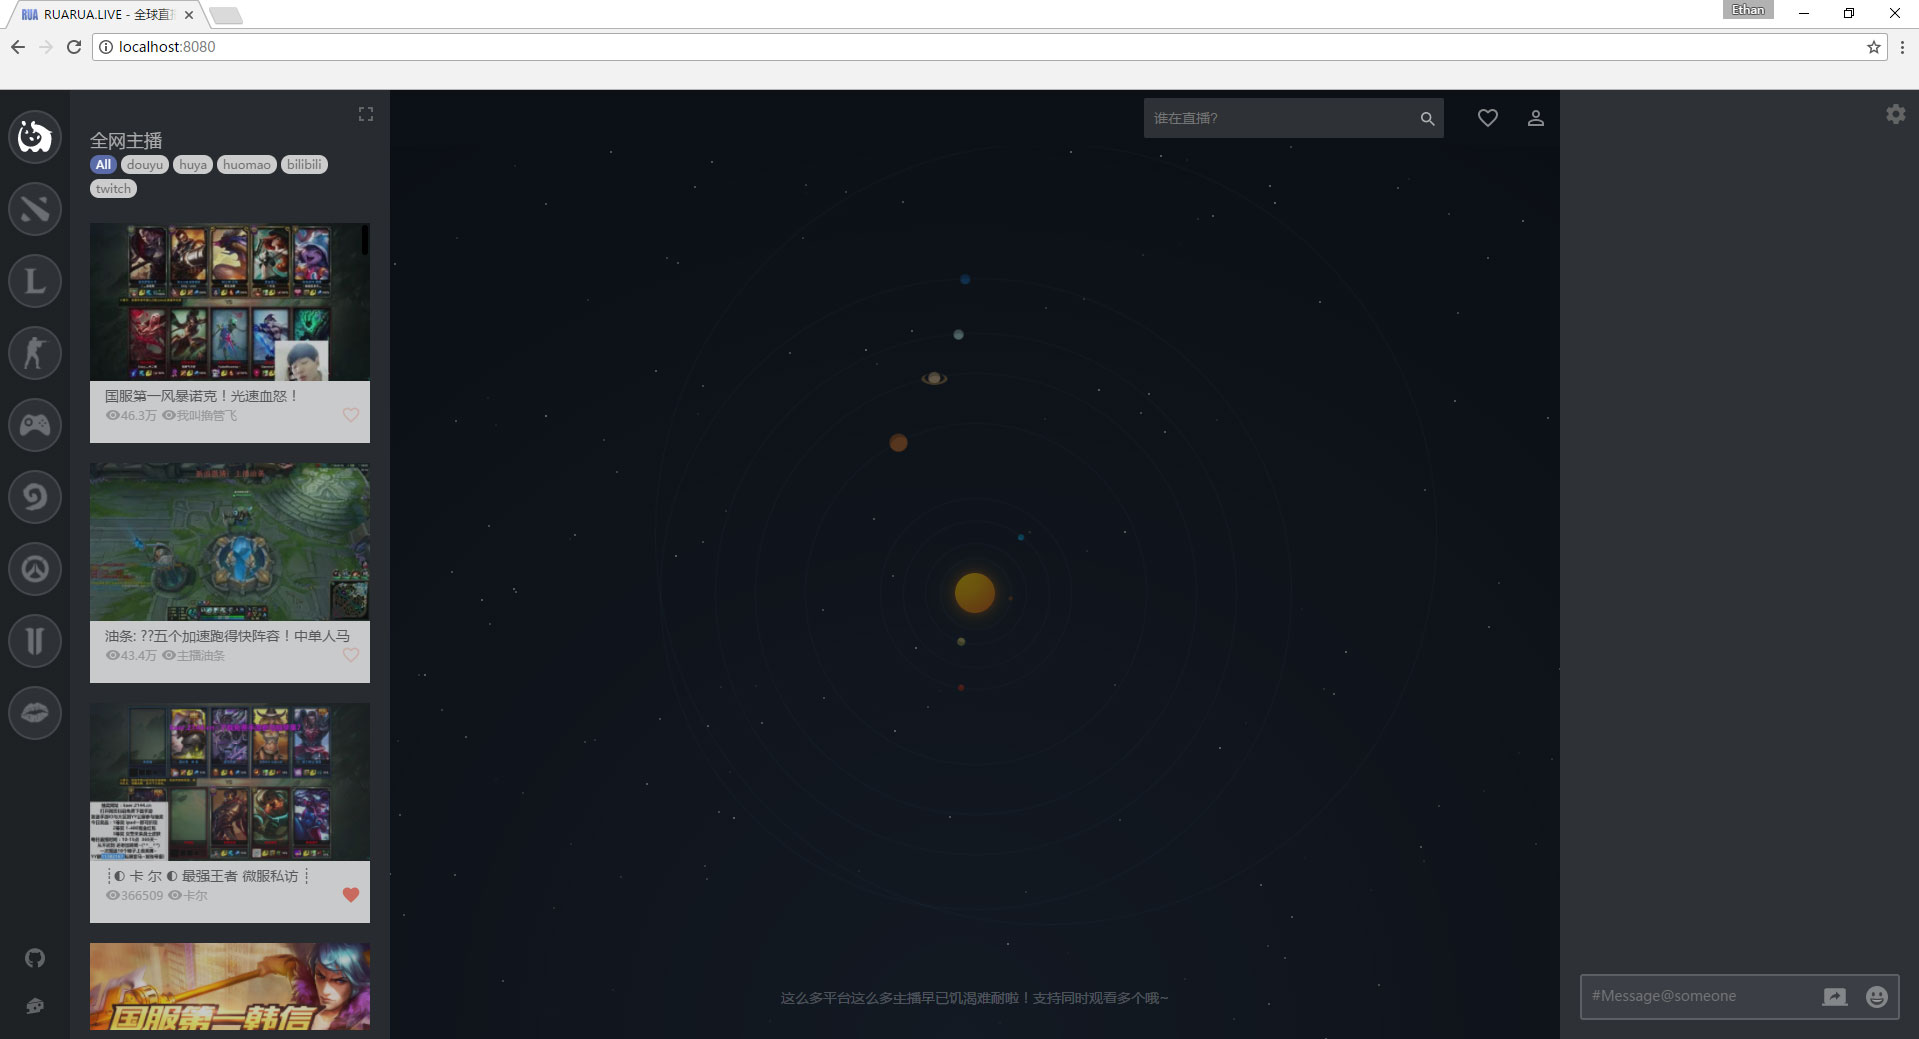 RUA RUARUA.LIVE - 全球直播
Ethan
localhost:8080
全网主播
All douyu huya huomao bilibili
twitch
谁在直播?
国服第一风暴诺克！光速血怒！
46.3万 我叫撸管飞
油条: ??五个加速跑得快阵容！中单人马
43.4万 主播油条
┊◐ 卡 尔 ◐ 最强王者 微服私访 ┊
366509 卡尔
国服第一韩信
这么多平台这么多主播早已饥渴难耐啦！支持同时观看多个哦~
#Message@someone